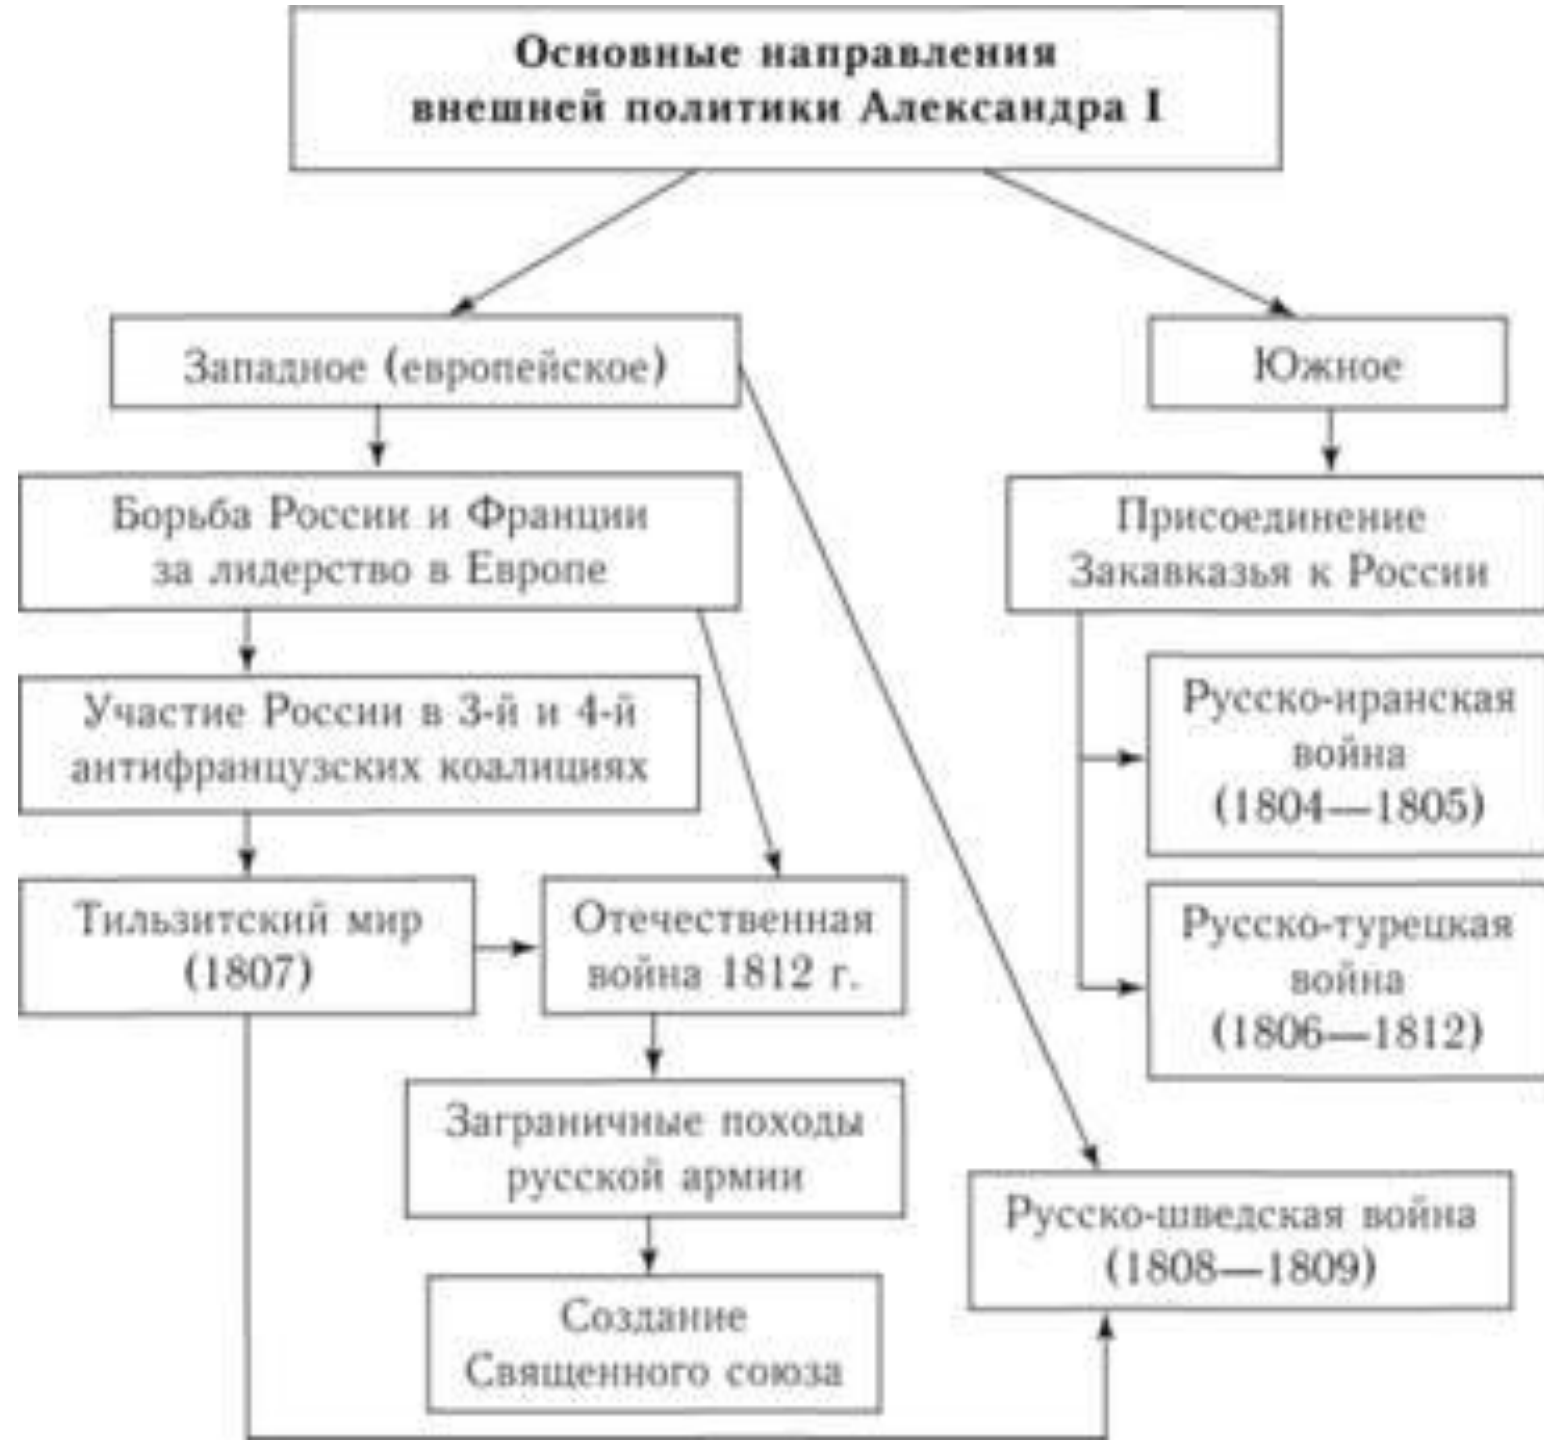 Основные направления
внешней политики Александра I
Западное (европейское)
Южное
Борьба России и Франции
за лидерство в Европе
Присоединение
Закавказья к России
Участие России в 3-й и 4-й
антифранцузских коалициях
Русско-иранская
война
(1804—1805)
Тильзитский мир
(1807)
Отечественная
война 1812 г.
Русско-турецкая
война
(1806—1812)
Заграничные походы
русской армии
Русско-шведская война
(1808—1809)
Создание
Священного союза